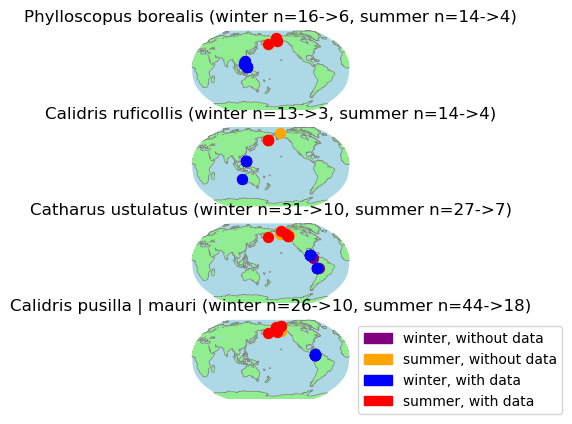 Phylloscopus borealis (winter n=16->6, summer n=14->4)
Calidris ruficollis (winter n=13->3, summer n=14->4)
Catharus ustulatus (winter n=31->10, summer n=27->7)
Calidris pusilla | mauri (winter n=26->10, summer n=44->18)
winter, without data
summer, without data
winter, with data
summer, with data